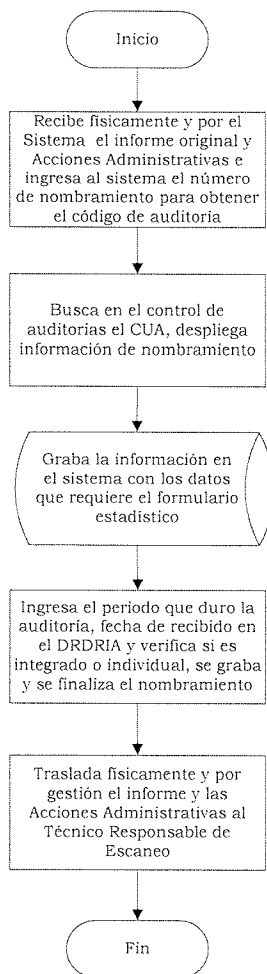 Inicio
Recibe físicamente y por el
Sistema el informe original y
Acciones Administrativas e
ingresa al sistema el número
de nombramiento para obtener
el código de auditoría
Busca en el control de
auditorías el CUA, despliega
información de nombramiento
Graba la información en
el sistema con los datos
que requiere el formulario
estadístico
Ingresa el periodo que duro la
auditoría, fecha de recibido en
el DRDRIA y verifica si es
integrado o individual, se graba
y se finaliza el nombramiento
Traslada físicamente y por
gestión el informe y las
Acciones Administrativas al
Técnico Responsable de
Escaneo
Fin